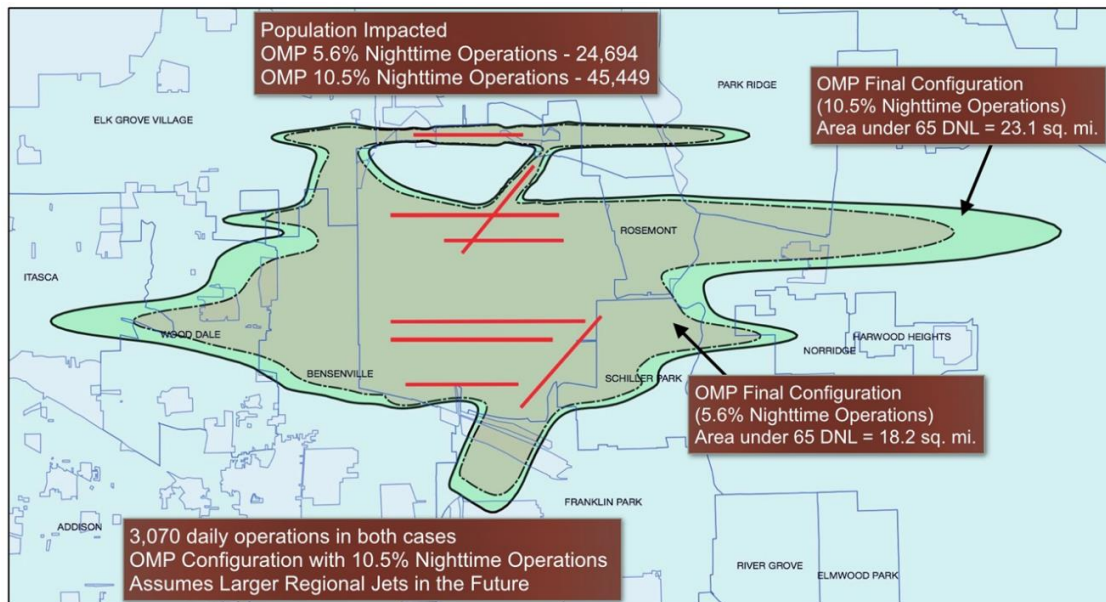 Population Impacted
OMP 5.6% Nighttime Operations - 24,694
OMP 10.5% Nighttime Operations - 45,449
PARK RIDGE
OMP Final Configuration
(10.5% Nighttime Operations)
Area under 65 DNL = 23.1 sq. mi.
ELK GROVE VILLAGE
ROSEMONT
ITASCA
WOOD DALE
HARWOOD HEIGHTS
NORRIDGE
BENSENVILLE
SCHILLER PARK
OMP Final Configuration
(5.6% Nighttime Operations)
Area under 65 DNL = 18.2 sq. mi.
FRANKLIN PARK
ADDISON
3,070 daily operations in both cases
OMP Configuration with 10.5% Nighttime Operations
Assumes Larger Regional Jets in the Future
RIVER GROVE
ELMWOOD PARK